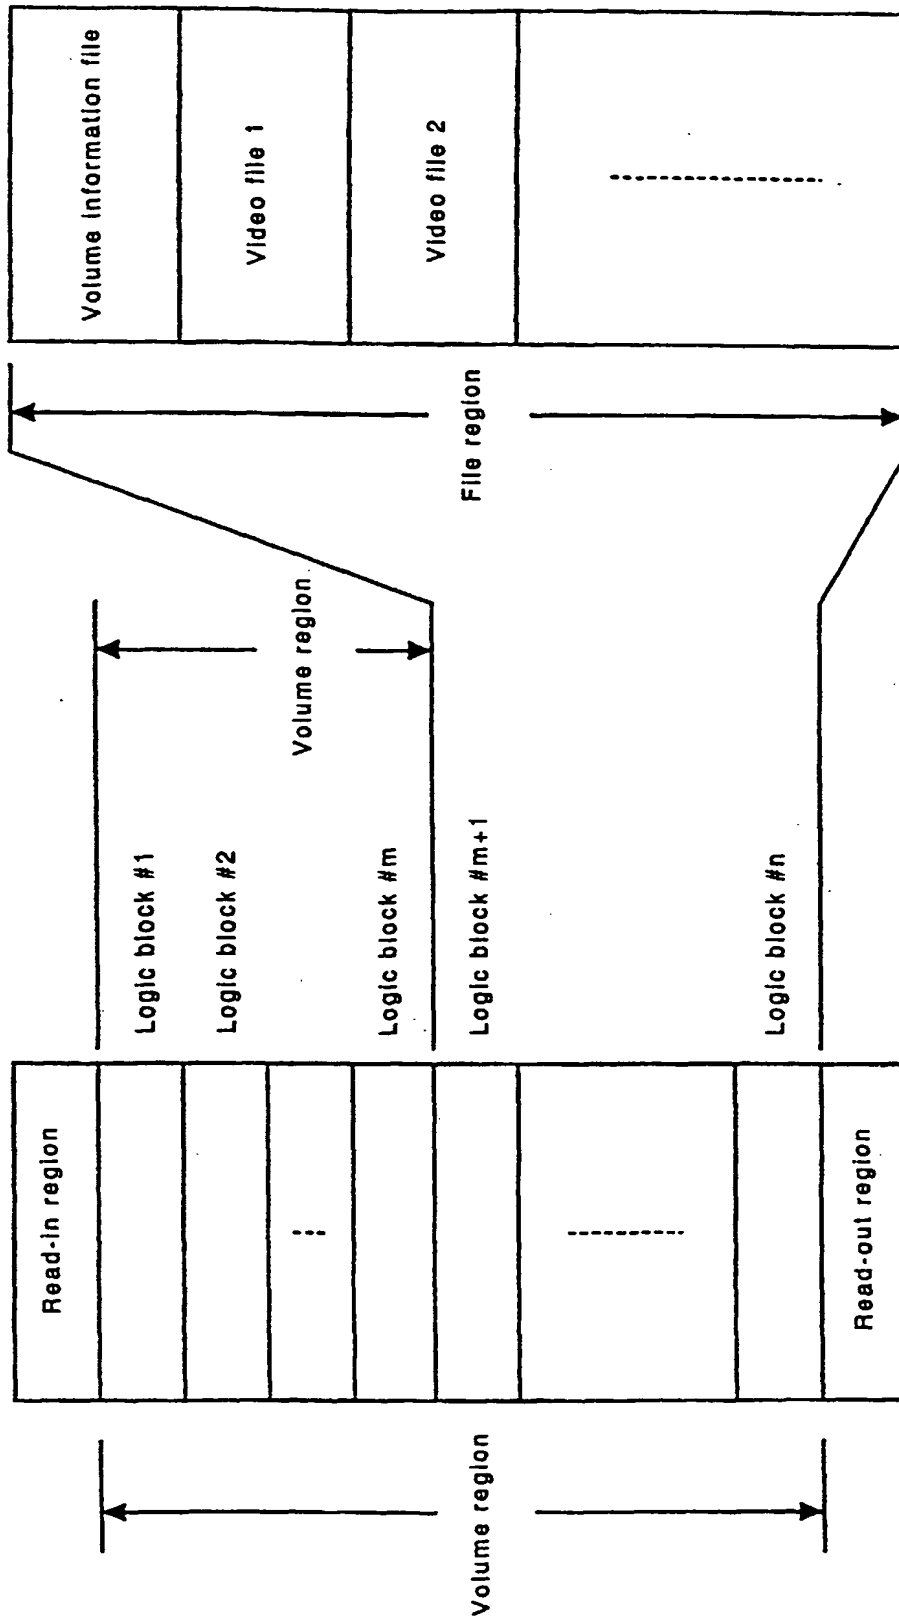 Volume region
Read-in region
Read-out region
Logic block #1
Logic block #2
Logic block #m
Logic block #m+1
Logic block #n
Volume region
File region
Volume information file
Video file 1
Video file 2